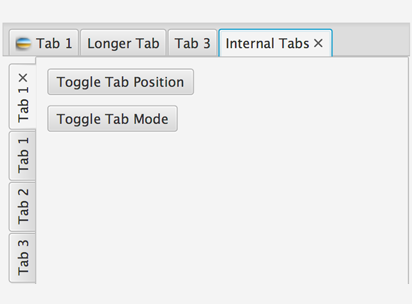 Tab 1 Longer Tab Tab 3 Internal Tabs
Tab 1
Tab 1
Tab 2
Tab 3
Toggle Tab Position
Toggle Tab Mode